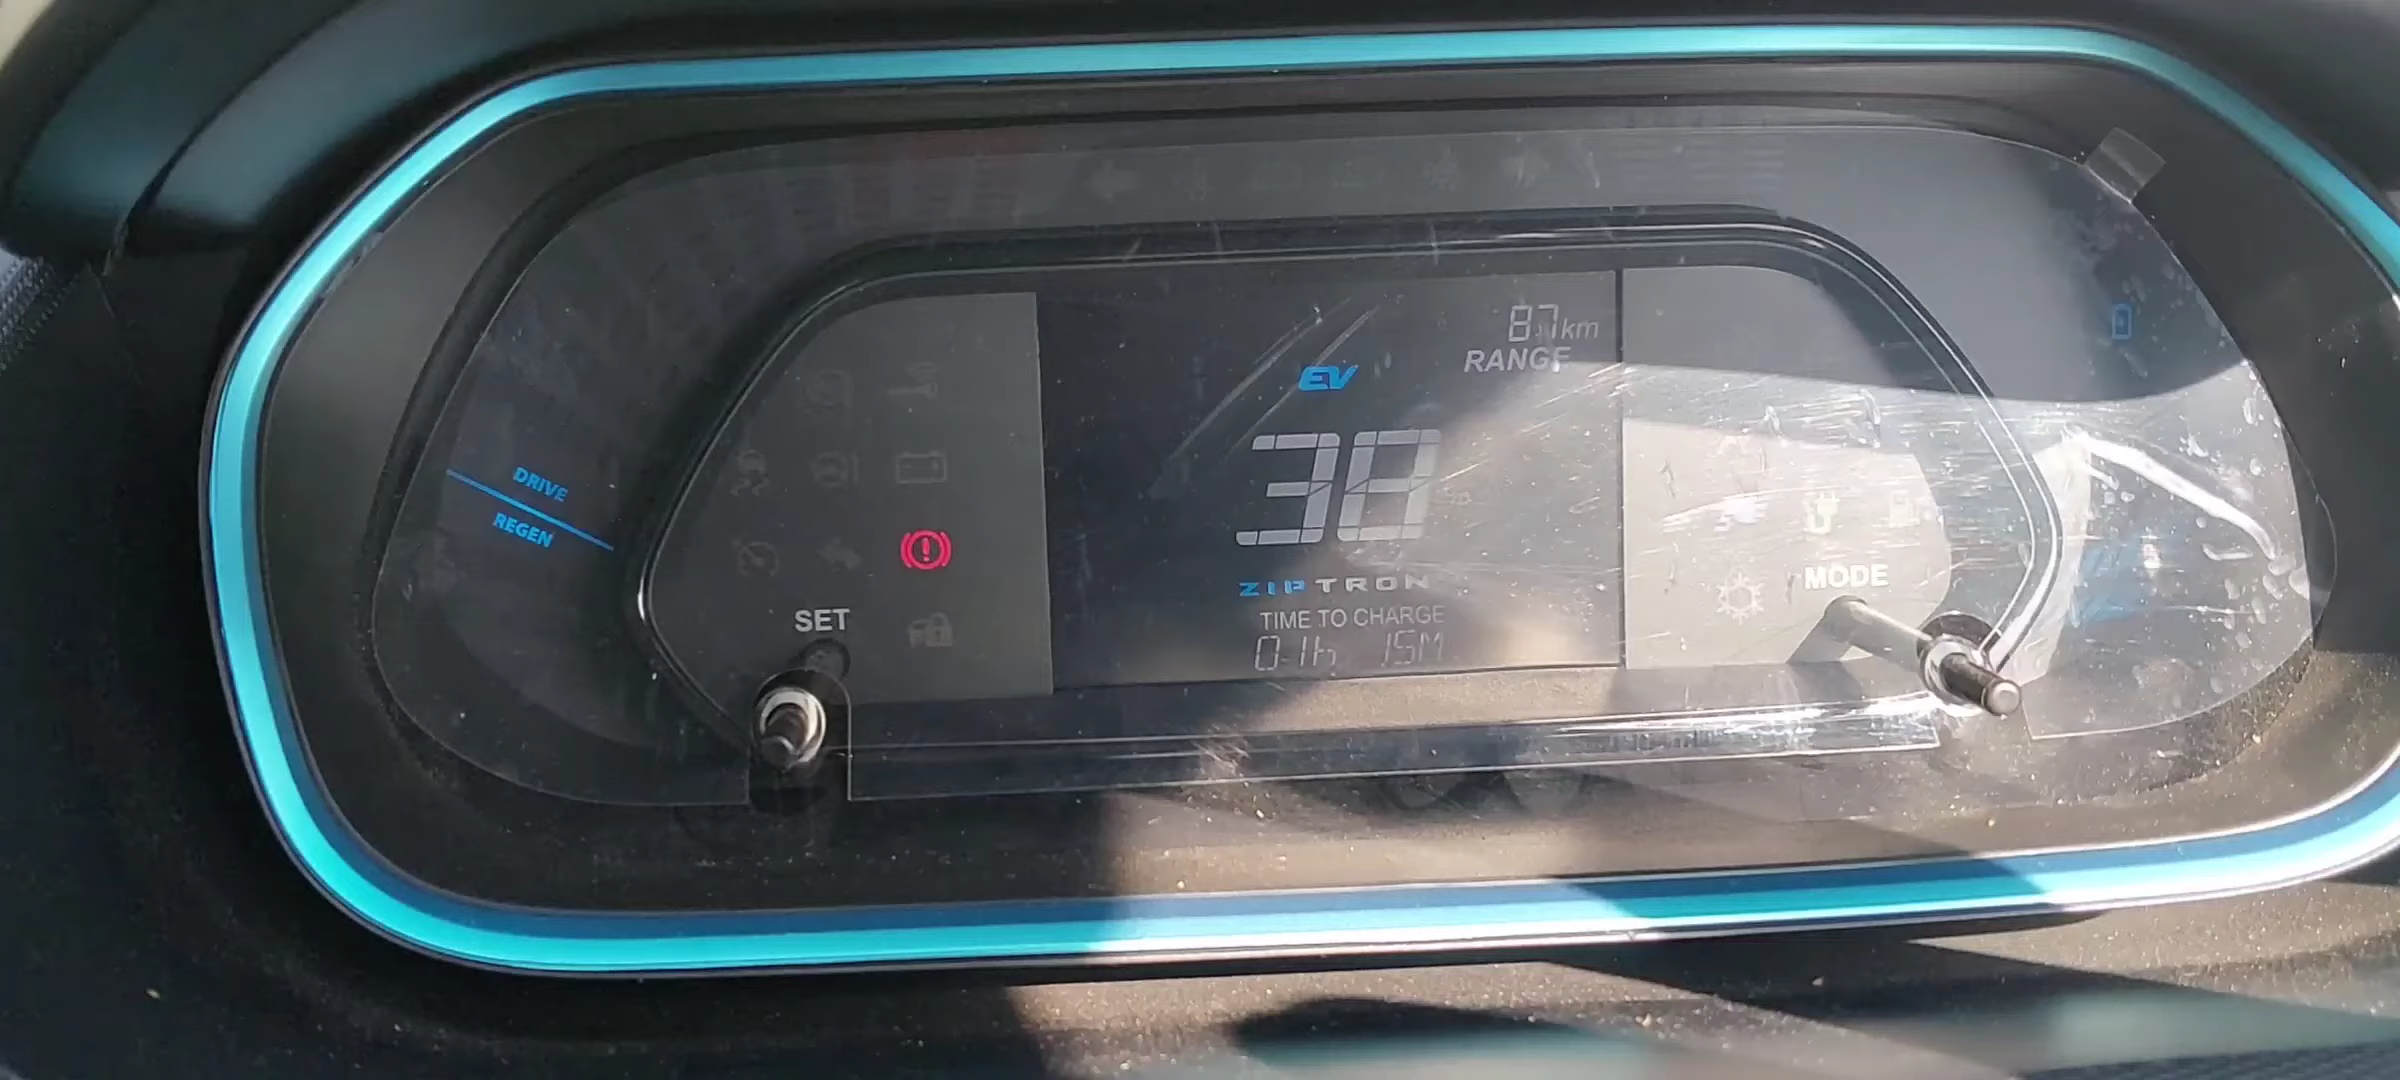 87km
RANGE
EV
DRIVE
REGEN
38
ZIPTRON
TIME TO CHARGE
01h 15M
SET
MODE